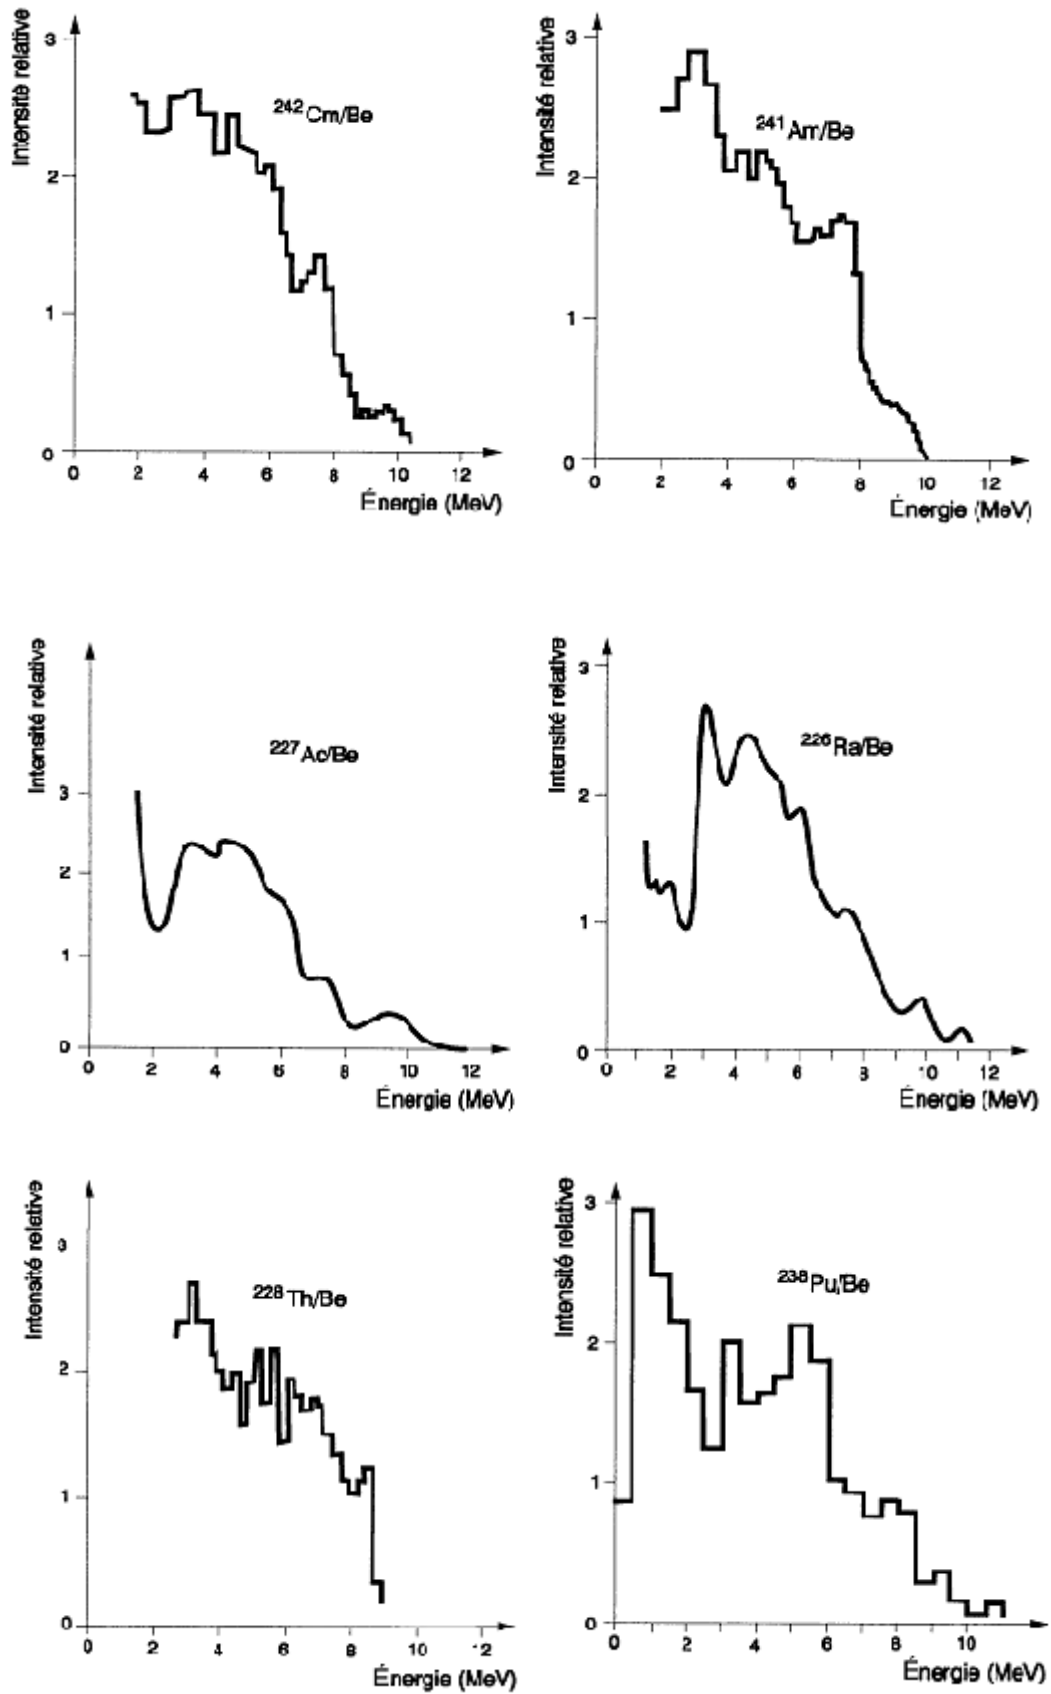 Intensité relative
3
2
1
0
242Cm/Be
0 2 4 6 8 10 12
Énergie (MeV)
Intensité relative
3
2
1
0
241Am/Be
0 2 4 6 8 10 12
Énergie (MeV)
Intensité relative
3
2
1
0
227Ac/Be
0 2 4 6 8 10 12
Énergie (MeV)
Intensité relative
3
2
1
0
226Ra/Be
0 2 4 6 8 10 12
Énergie (MeV)
Intensité relative
3
2
1
0
228Th/Be
0 2 4 6 8 10 12
Énergie (MeV)
Intensité relative
3
2
1
0
238Pu/Be
0 2 4 6 8 10
Énergie (MeV)